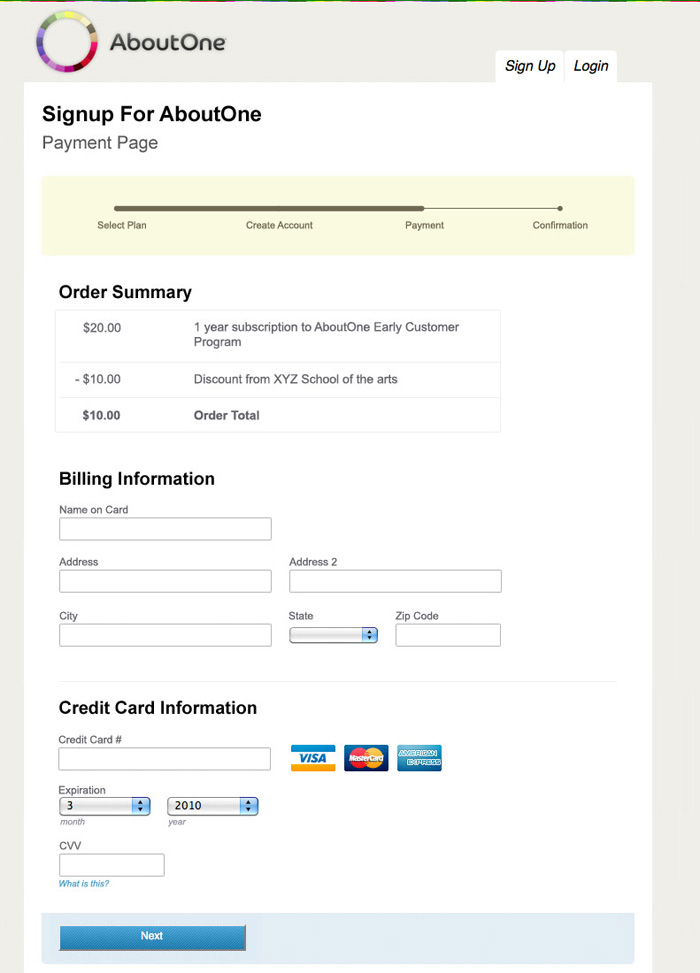 AboutOne
Sign Up
Login
Signup For AboutOne
Payment Page
Select Plan
Create Account
Payment
Confirmation
Order Summary
$20.00
1 year subscription to AboutOne Early Customer
Program
- $10.00
Discount from XYZ School of the arts
$10.00
Order Total
Billing Information
Name on Card
Address
Address 2
City
State
Zip Code
Credit Card Information
Credit Card #
VISA
MasterCard
AMERICAN
EXPRESS
Expiration
3
2010
month
year
CVV
What is this?
Next